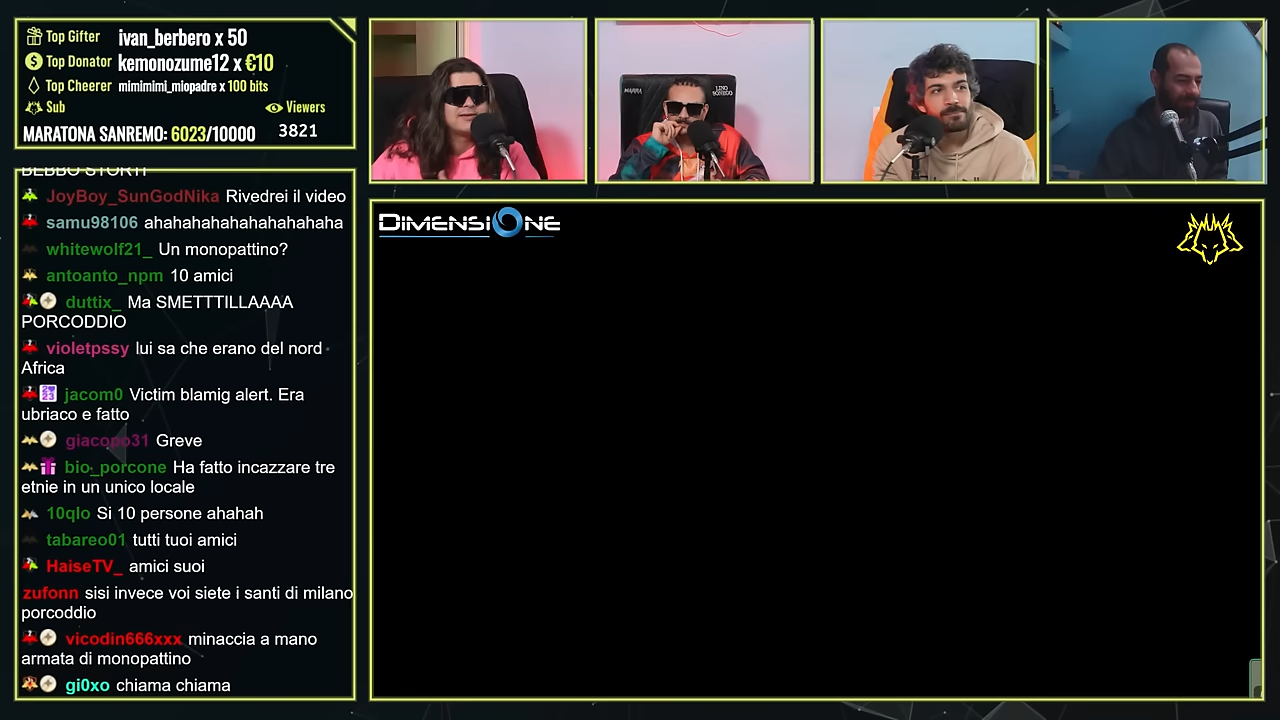 Top Gifter ivan_berbero x 50
Top Donator kemonozume12 x €10
Top Cheerer mimimimi_miopadre x 100 bits
Sub Viewers
MARATONA SANREMO: 6023/10000 3821
BEBBO STORTI
JoyBoy_SunGodNika Rivedrei il video
samu98106 ahahahahahahahahahaha
whitewolf21_ Un monopattino?
antoanto_npm 10 amici
duttix_ Ma SMETTTILLAAAA
PORCODDIO
violetpssy lui sa che erano del nord
Africa
jacom0 Victim blamig alert. Era
ubriaco e fatto
giacopo31 Greve
bio_porcone Ha fatto incazzare tre
etnie in un unico locale
10qlo Si 10 persone ahahah
tabareo01 tutti tuoi amici
HaiseTV_ amici suoi
zufonn sisi invece voi siete i santi di milano
porcoddio
vicodin666xxx minaccia a mano
armata di monopattino
gi0xo chiama chiama
DIMENSIONE